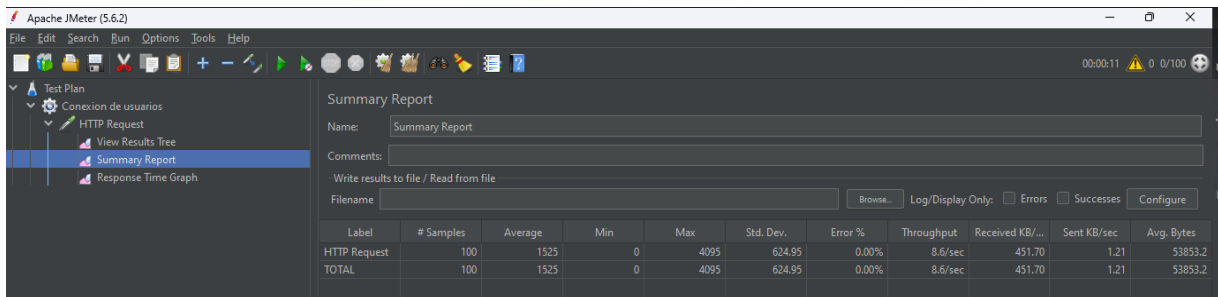 Apache JMeter (5.6.2)
File Edit Search Run Options Tools Help
00:00:11 0 0/100
Test Plan
Conexion de usuarios
HTTP Request
View Results Tree
Summary Report
Response Time Graph
Summary Report
Name: Summary Report
Comments:
Write results to file / Read from file
Filename Browse... Log/Display Only: Errors Successes Configure
Label # Samples Average Min Max Std. Dev. Error % Throughput Received KB/... Sent KB/sec Avg. Bytes
HTTP Request 100 1525 0 4095 624.95 0.00% 8.6/sec 451.70 1.21 53853.2
TOTAL 100 1525 0 4095 624.95 0.00% 8.6/sec 451.70 1.21 53853.2